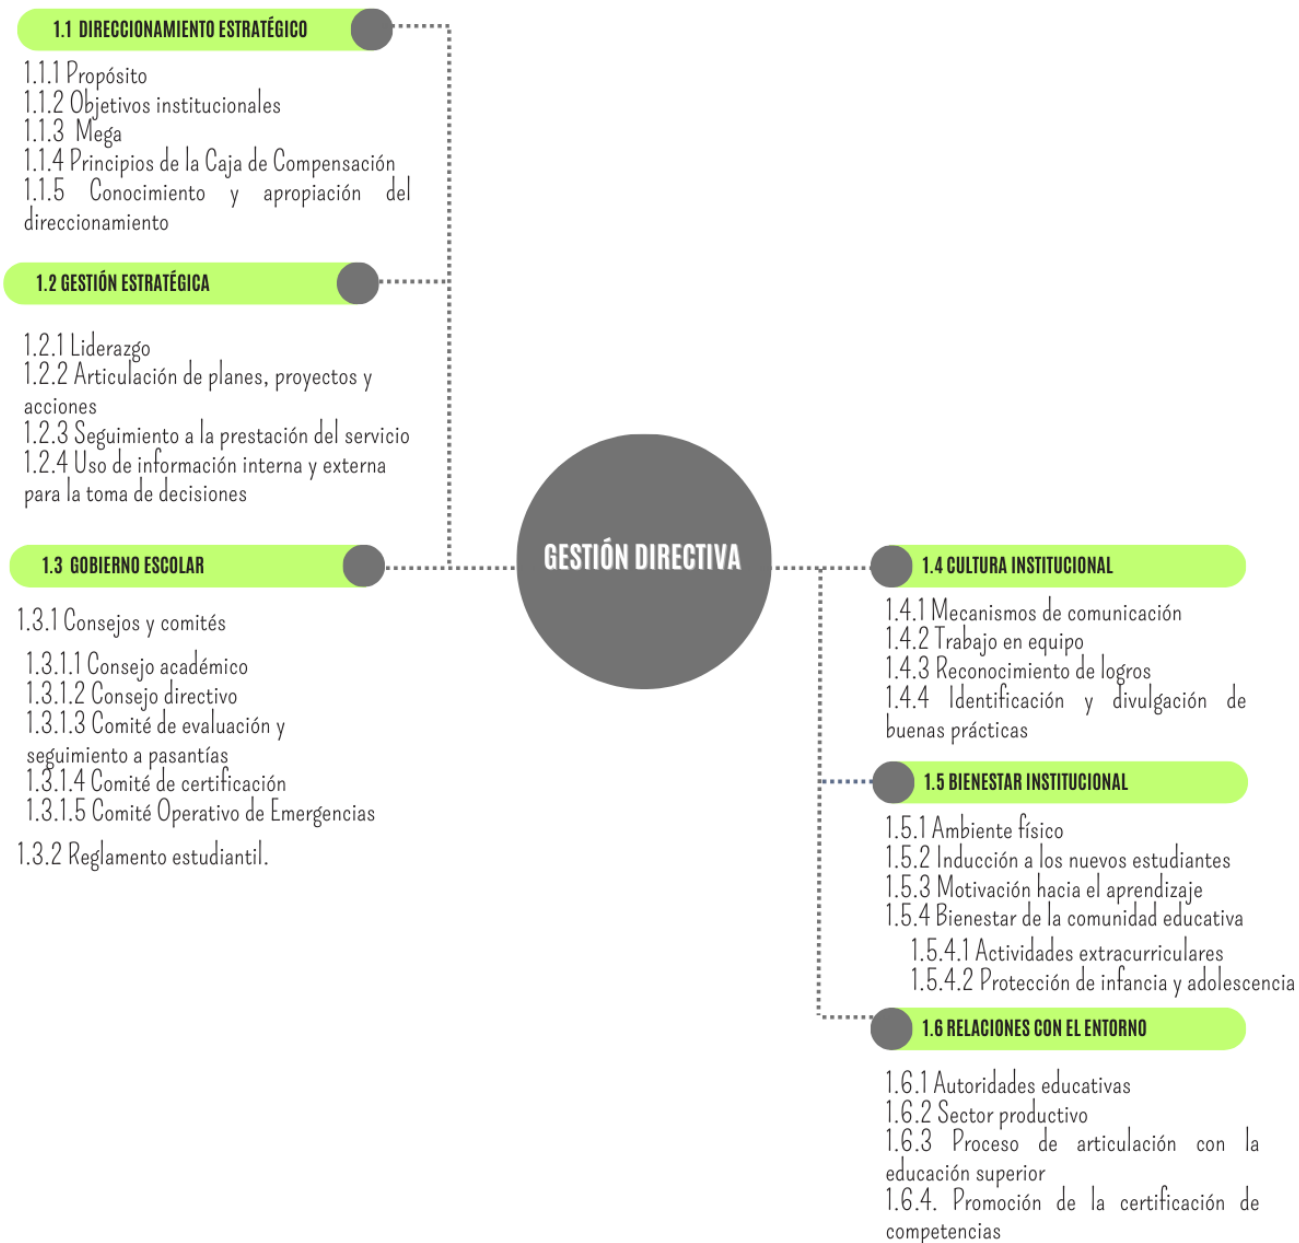 1.1 DIRECCIONAMIENTO ESTRATÉGICO
1.1.1 Propósito
1.1.2 Objetivos institucionales
1.1.3 Mega
1.1.4 Principios de la Caja de Compensación
1.1.5 Conocimiento y apropiación del
direccionamiento
1.2 GESTIÓN ESTRATÉGICA
1.2.1 Liderazgo
1.2.2 Articulación de planes, proyectos y
acciones
1.2.3 Seguimiento a la prestación del servicio
1.2.4 Uso de información interna y externa
para la toma de decisiones
1.3 GOBIERNO ESCOLAR
1.3.1 Consejos y comités
1.3.1.1 Consejo académico
1.3.1.2 Consejo directivo
1.3.1.3 Comité de evaluación y
seguimiento a pasantías
1.3.1.4 Comité de certificación
1.3.1.5 Comité Operativo de Emergencias
1.3.2 Reglamento estudiantil.
GESTIÓN DIRECTIVA
1.4 CULTURA INSTITUCIONAL
1.4.1 Mecanismos de comunicación
1.4.2 Trabajo en equipo
1.4.3 Reconocimiento de logros
1.4.4 Identificación y divulgación de
buenas prácticas
1.5 BIENESTAR INSTITUCIONAL
1.5.1 Ambiente físico
1.5.2 Inducción a los nuevos estudiantes
1.5.3 Motivación hacia el aprendizaje
1.5.4 Bienestar de la comunidad educativa
1.5.4.1 Actividades extracurriculares
1.5.4.2 Protección de infancia y adolescencia
1.6 RELACIONES CON EL ENTORNO
1.6.1 Autoridades educativas
1.6.2 Sector productivo
1.6.3 Proceso de articulación con la
educación superior
1.6.4. Promoción de la certificación de
competencias